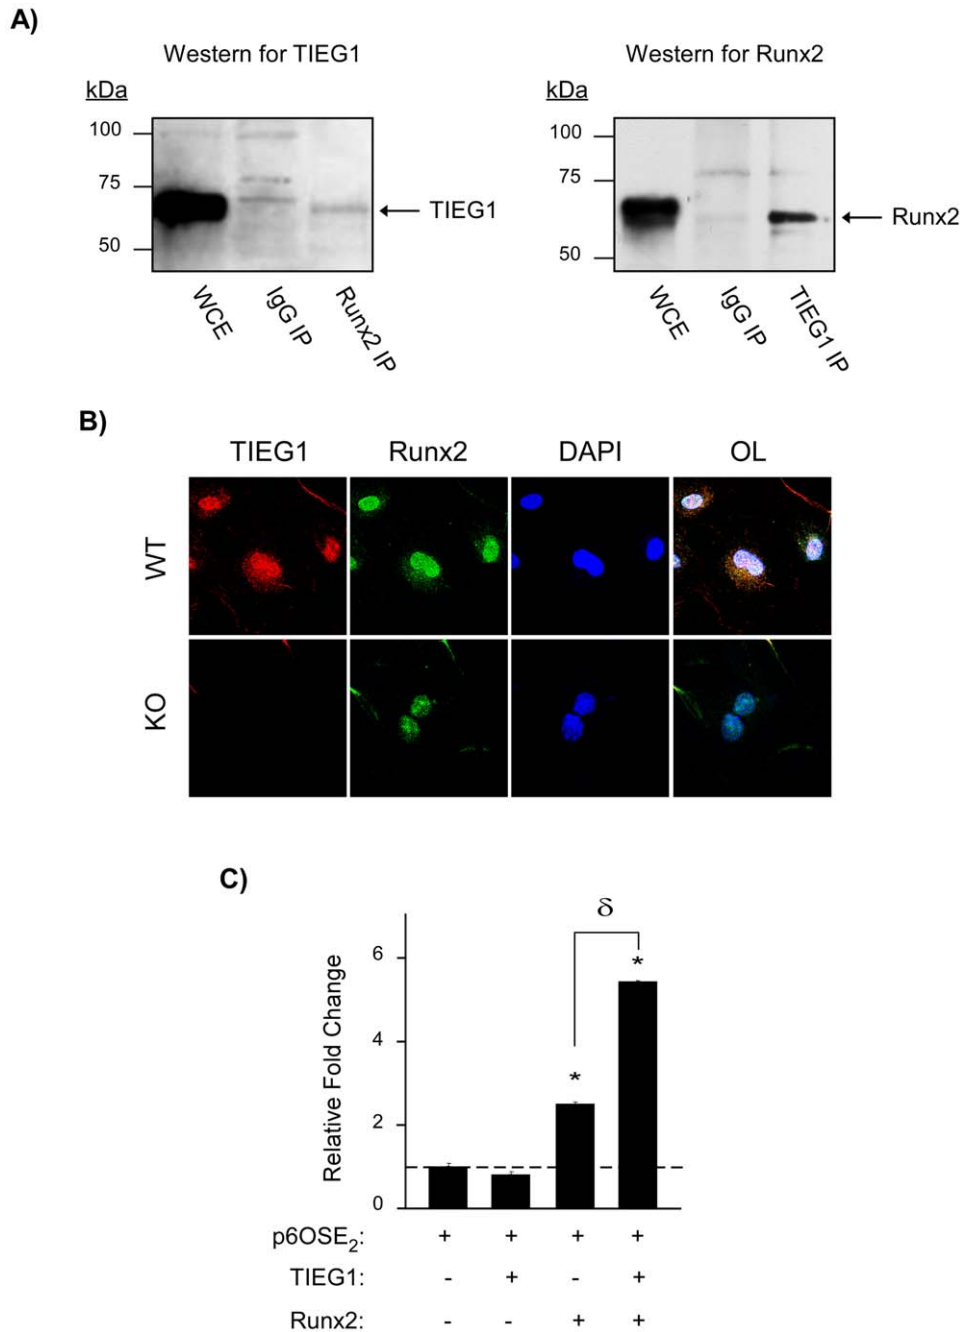 A)
Western for TIEG1
Western for Runx2
kDa
kDa
100
75
50
TIEG1
100
75
50
Runx2
WCE
IgG IP
Runx2 IP
WCE
IgG IP
TIEG1 IP
B)
TIEG1 Runx2 DAPI OL
WT
KO
C)
δ
Relative Fold Change
6
*
4
*
2
0
p6OSE2: + + + +
TIEG1: - + - +
Runx2: - - + +